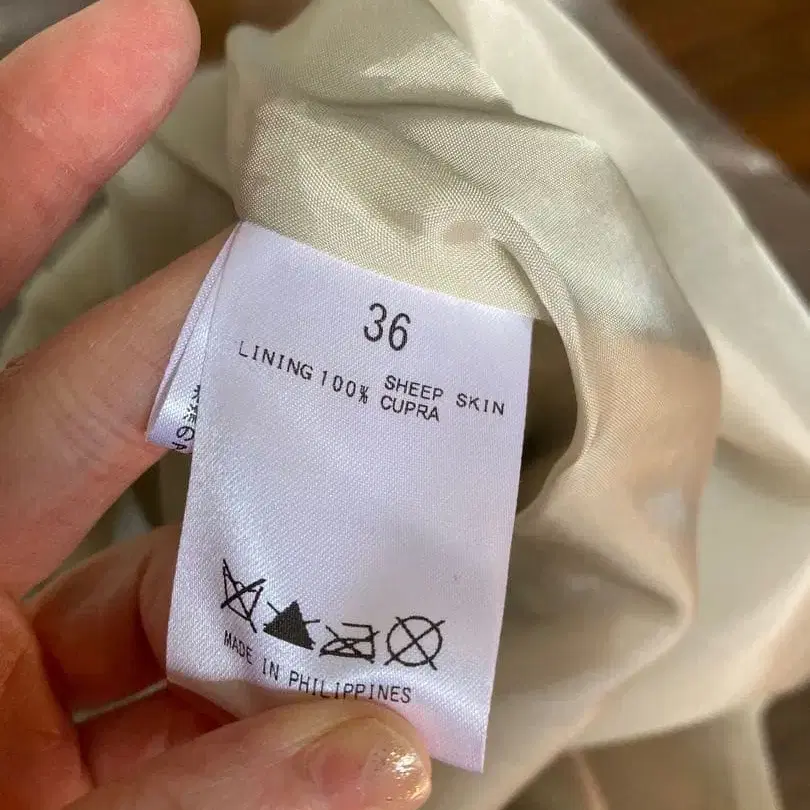 36
SHEEP SKIN
LINING 100% CUPRA
MADE IN PHILIPPINES